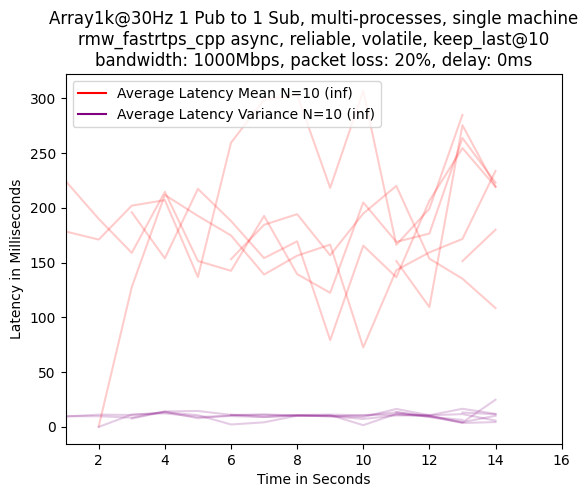 Array1k@30Hz 1 Pub to 1 Sub, multi-processes, single machine
rmw_fastrtps_cpp async, reliable, volatile, keep_last@10
bandwidth: 1000Mbps, packet loss: 20%, delay: 0ms
Average Latency Mean N=10 (inf)
Average Latency Variance N=10 (inf)
Latency in Milliseconds
300
250
200
150
100
50
0
2 4 6 8 10 12 14 16
Time in Seconds